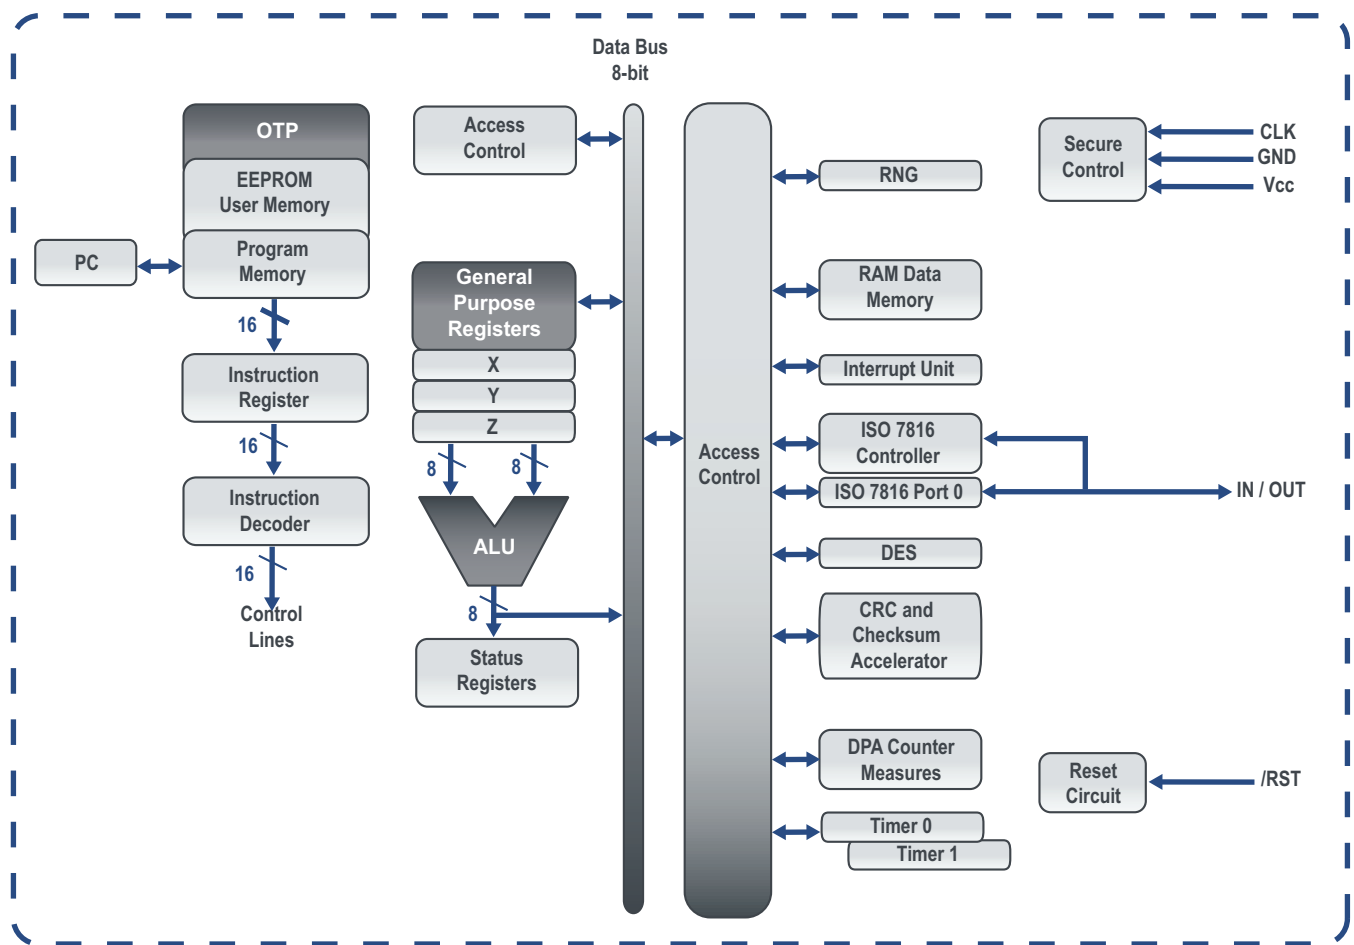 Data Bus
8-bit
OTP
EEPROM
User Memory
Program
Memory
PC
16
Instruction
Register
16
Instruction
Decoder
16
Control
Lines
Access
Control
General
Purpose
Registers
X
Y
Z
8
8
ALU
8
Status
Registers
Access
Control
RNG
RAM Data
Memory
Interrupt Unit
ISO 7816
Controller
ISO 7816 Port 0
DES
CRC and
Checksum
Accelerator
DPA Counter
Measures
Timer 0
Timer 1
Secure
Control
CLK
GND
Vcc
IN / OUT
Reset
Circuit
/RST